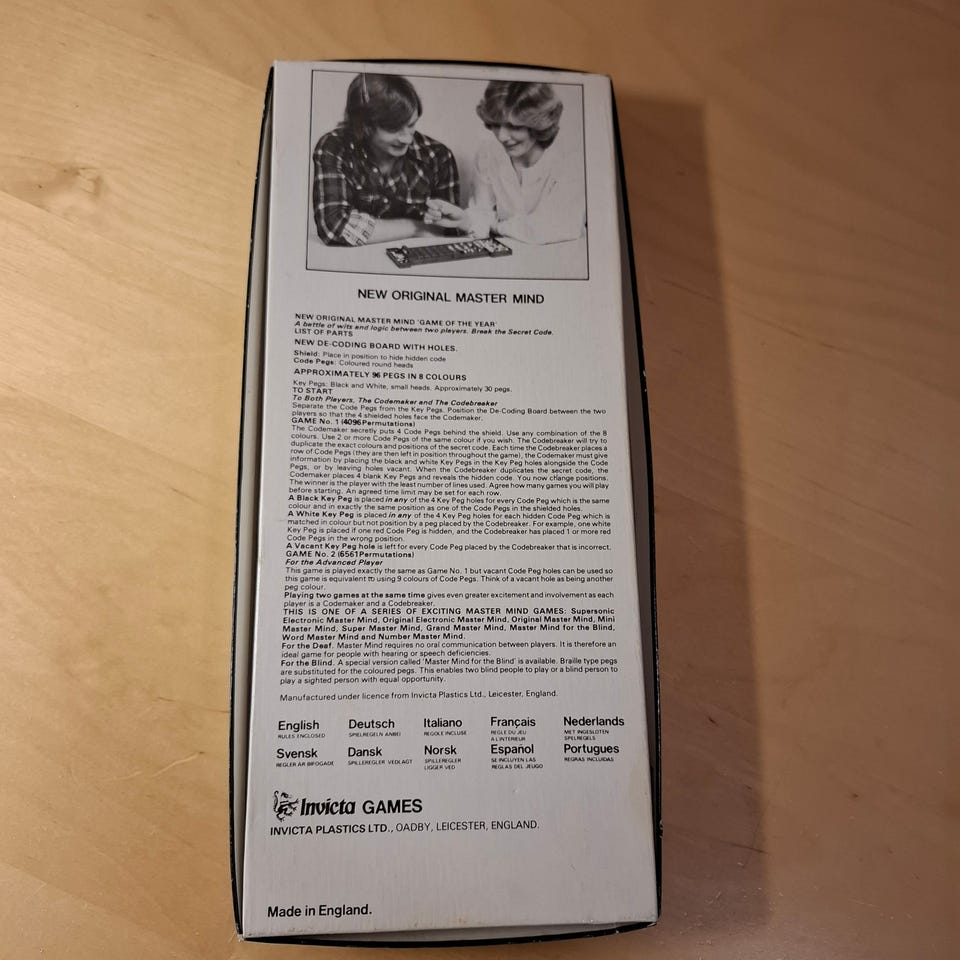 NEW ORIGINAL MASTER MIND
NEW ORIGINAL MASTER MIND 'GAME OF THE YEAR'
A battle of wits and logic between two players. Break the Secret Code.
LIST OF PARTS
NEW DE-CODING BOARD WITH HOLES.
Shield: Place in position to hide hidden code
Code Pegs: Coloured round heads
APPROXIMATELY 96 PEGS IN 8 COLOURS
Key Pegs: Black and White, small heads. Approximately 30 pegs.
TO START
To Both Players, The Codemaker and The Codebreaker
Separate the Code Pegs from the Key Pegs. Position the De-Coding Board between the two
players so that the 4 shielded holes face the Codemaker.
GAME No. 1 (4096 Permutations)
The Codemaker secretly puts 4 Code Pegs behind the shield. Use any combination of the 8
colours. Use 2 or more Code Pegs of the same colour if you wish. The Codebreaker will try to
duplicate the exact colours and positions of the secret code. Each time the Codebreaker places a
row of Code Pegs (they are then left in position throughout the game), the Codemaker must give
information by placing the black and white Key Pegs in the Key Peg holes alongside the Code
Pegs, or by leaving holes vacant. When the Codebreaker duplicates the secret code, the
Codemaker places 4 blank Key Pegs and reveals the hidden code. You now change positions.
The winner is the player with the least number of lines used. Agree how many games you will play
before starting. An agreed time limit may be set for each row.
A Black Key Peg is placed in any of the 4 Key Peg holes for every Code Peg which is the same
colour and in exactly the same position as one of the Code Pegs in the shielded holes.
A White Key Peg is placed in any of the 4 Key Peg holes for each hidden Code Peg which is
matched in colour but not position by a peg placed by the Codebreaker. For example, one white
Key Peg is placed if one red Code Peg is hidden, and the Codebreaker has placed 1 or more red
Code Pegs in the wrong position.
A Vacant Key Peg hole is left for every Code Peg placed by the Codebreaker that is incorrect.
GAME No. 2 (6561 Permutations)
For the Advanced Player
This game is played exactly the same as Game No. 1 but vacant Code Peg holes can be used so
this game is equivalent to using 9 colours of Code Pegs. Think of a vacant hole as being another
peg colour.
Playing two games at the same time gives even greater excitement and involvement as each
player is a Codemaker and a Codebreaker.
THIS IS ONE OF A SERIES OF EXCITING MASTER MIND GAMES: Supersonic
Electronic Master Mind, Original Electronic Master Mind, Original Master Mind, Mini
Master Mind, Super Master Mind, Grand Master Mind, Master Mind for the Blind,
Word Master Mind and Number Master Mind.
For the Deaf. Master Mind requires no oral communication between players. It is therefore an
ideal game for people with hearing or speech deficiencies.
For the Blind. A special version called 'Master Mind for the Blind' is available. Braille type pegs
are substituted for the coloured pegs. This enables two blind people to play or a blind person to
play a sighted person with equal opportunity.
Manufactured under licence from Invicta Plastics Ltd., Leicester, England.
English Deutsch Italiano Français Nederlands
RULES ENCLOSED SPIELREGELN ANBEI REGOLE INCLUSE REGLE DU JEU MET INGESLOTEN
A L'INTERIEUR SPELREGELS
Svensk Dansk Norsk Español Portugues
REGLER AR BIFOGADE SPILLEREGLER VEDLAGT SPILLEREGLER SE INCLUYEN LAS REGRAS INCLUIDAS
LIGGER VED REGLAS DEL JEUGO
Invicta GAMES
INVICTA PLASTICS LTD., OADBY, LEICESTER, ENGLAND.
Made in England.